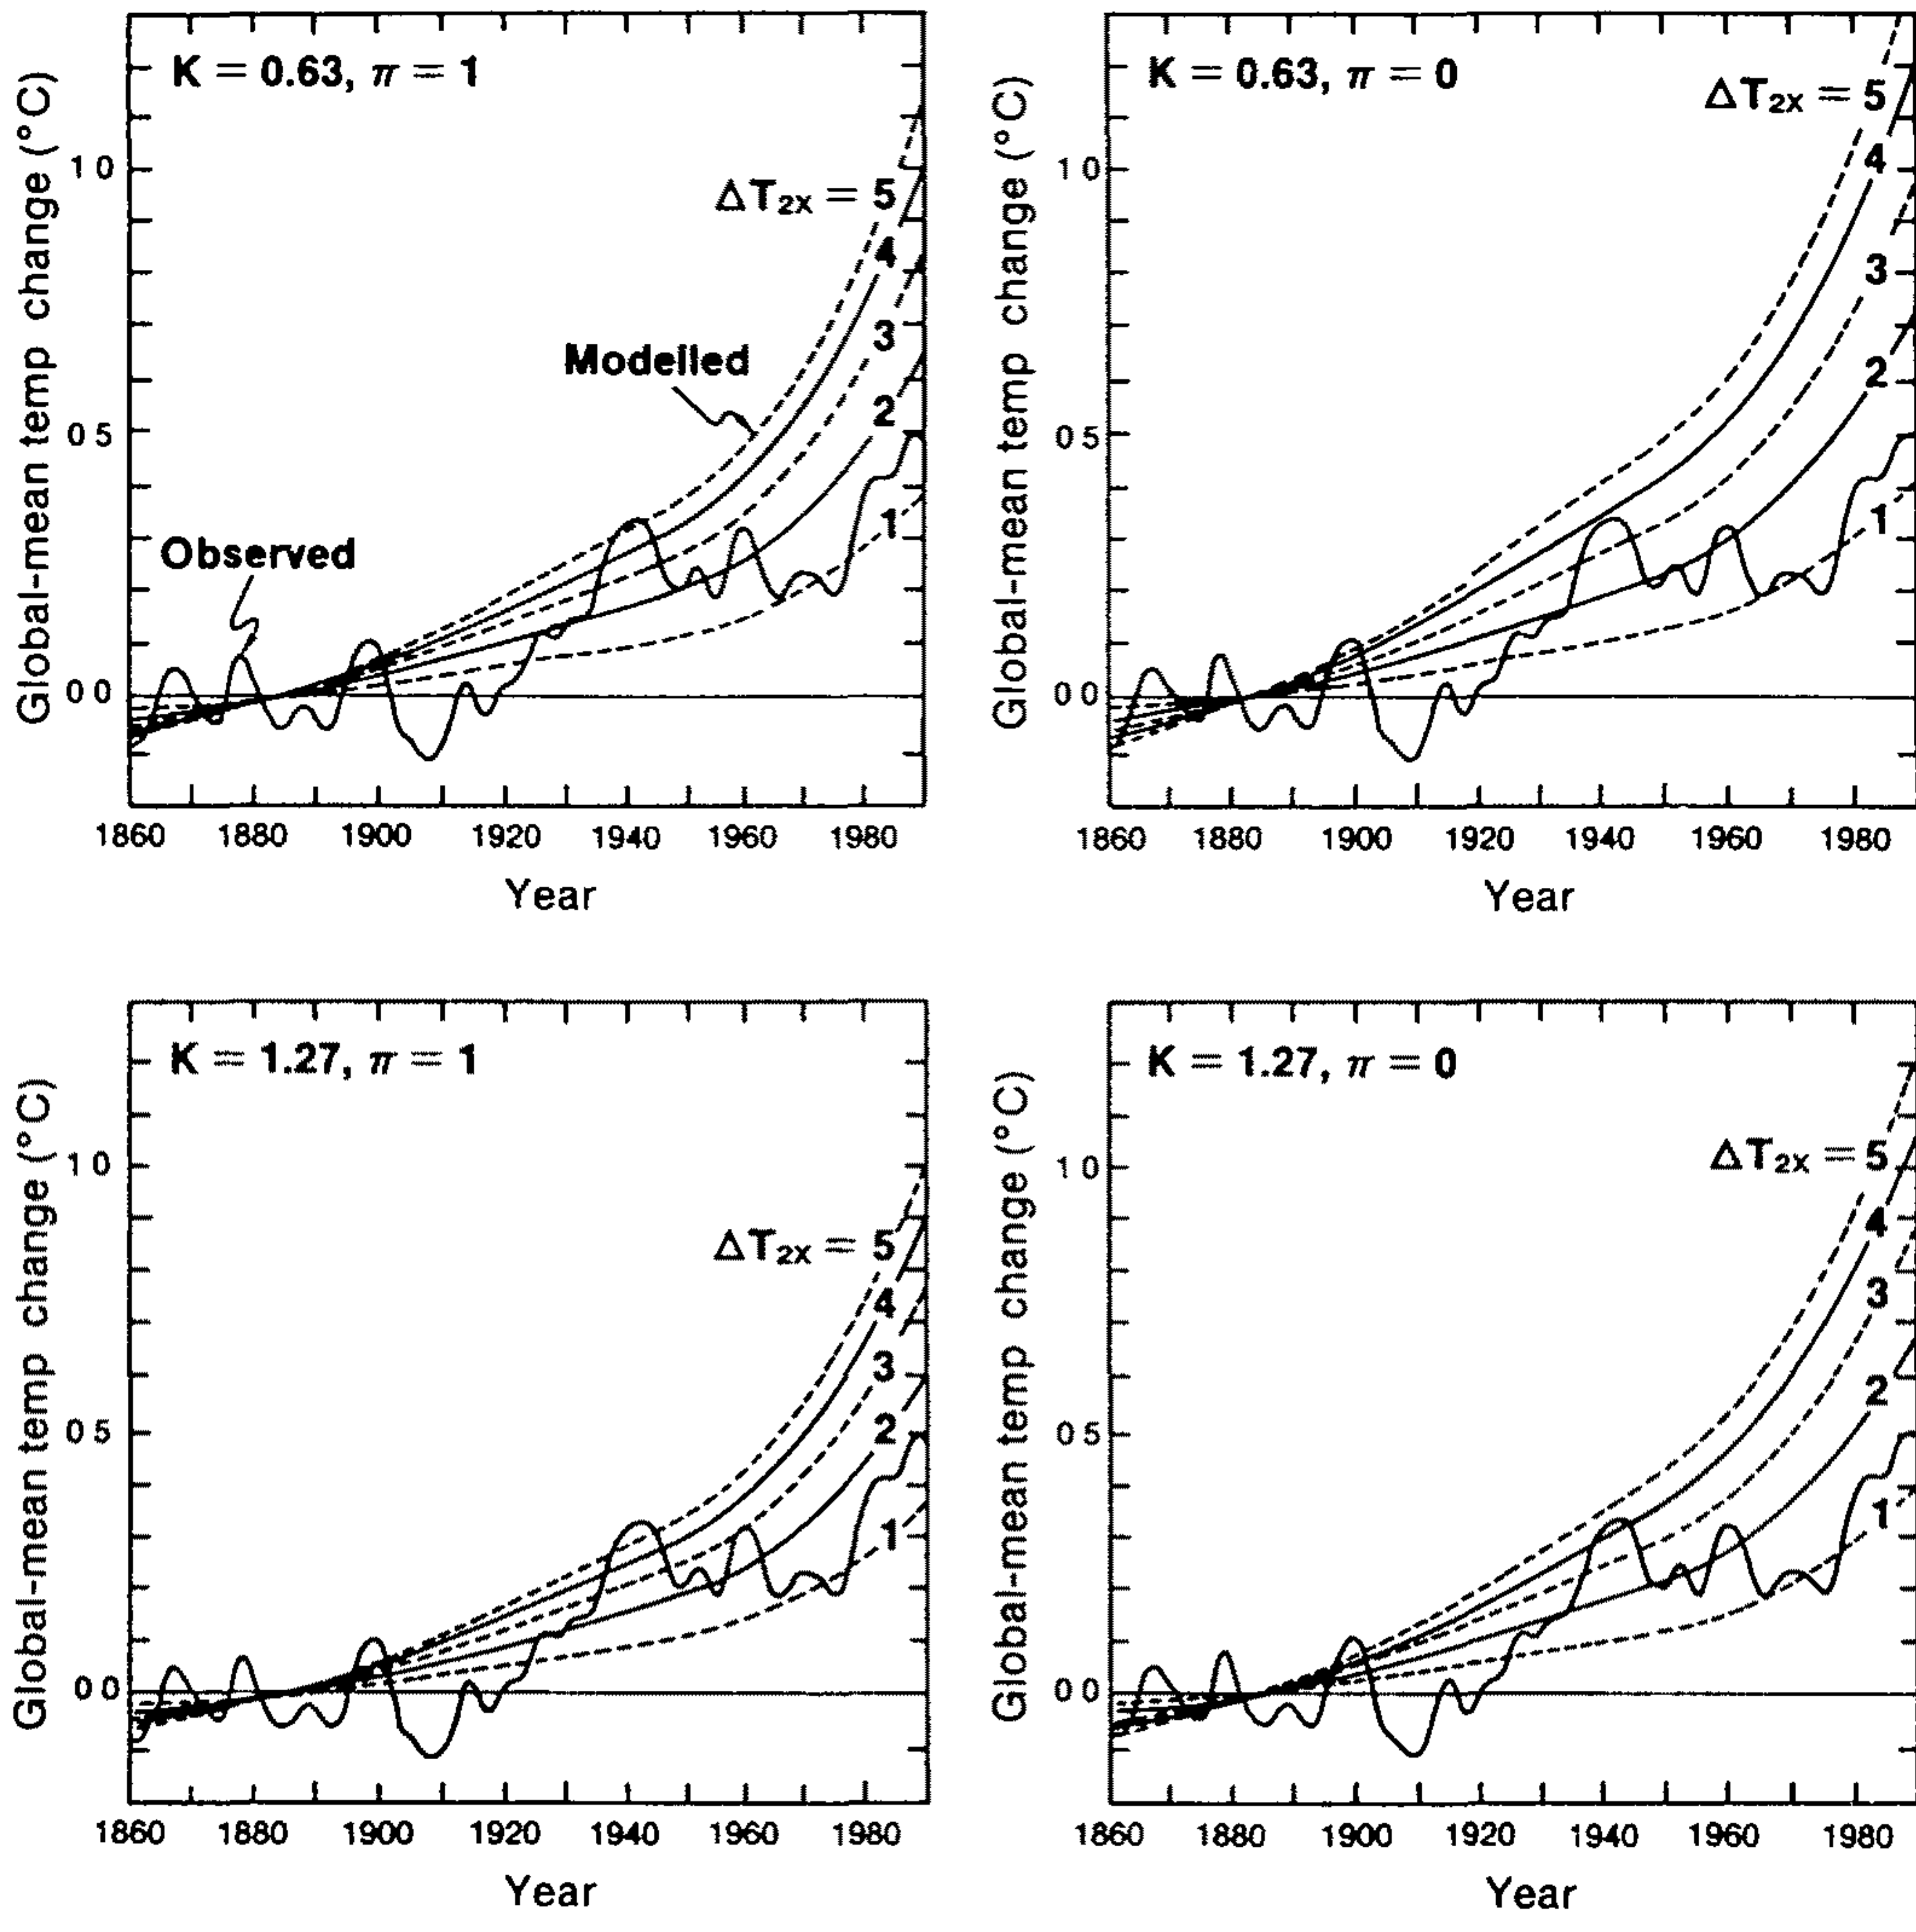 K = 0.63, π = 1
Global-mean temp change (°C)
1 0
0 5
0 0
ΔT2X = 5
4
3
2
1
Modelled
Observed
1860 1880 1900 1920 1940 1960 1980
Year
K = 0.63, π = 0
Global-mean temp change (°C)
1 0
0 5
0 0
ΔT2X = 5
4
3
2
1
1860 1880 1900 1920 1940 1960 1980
Year
K = 1.27, π = 1
Global-mean temp change (°C)
1 0
0 5
0 0
ΔT2X = 5
4
3
2
1
1860 1880 1900 1920 1940 1960 1980
Year
K = 1.27, π = 0
Global-mean temp change (°C)
1 0
0 5
0 0
ΔT2X = 5
4
3
2
1
1860 1880 1900 1920 1940 1960 1980
Year